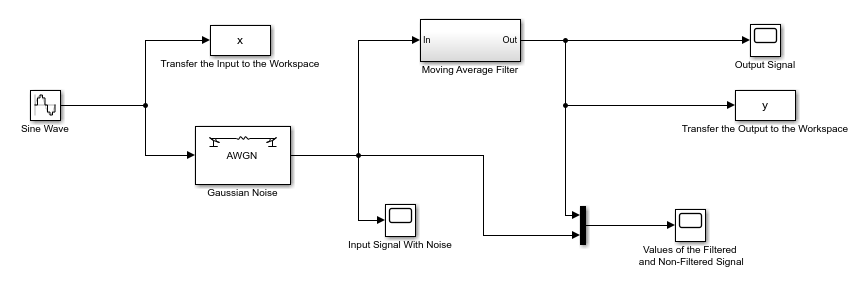 x
Transfer the Input to the Workspace
In
Out
Moving Average Filter
Output Signal
Sine Wave
y
Transfer the Output to the Workspace
AWGN
Gaussian Noise
Input Signal With Noise
Values of the Filtered
and Non-Filtered Signal